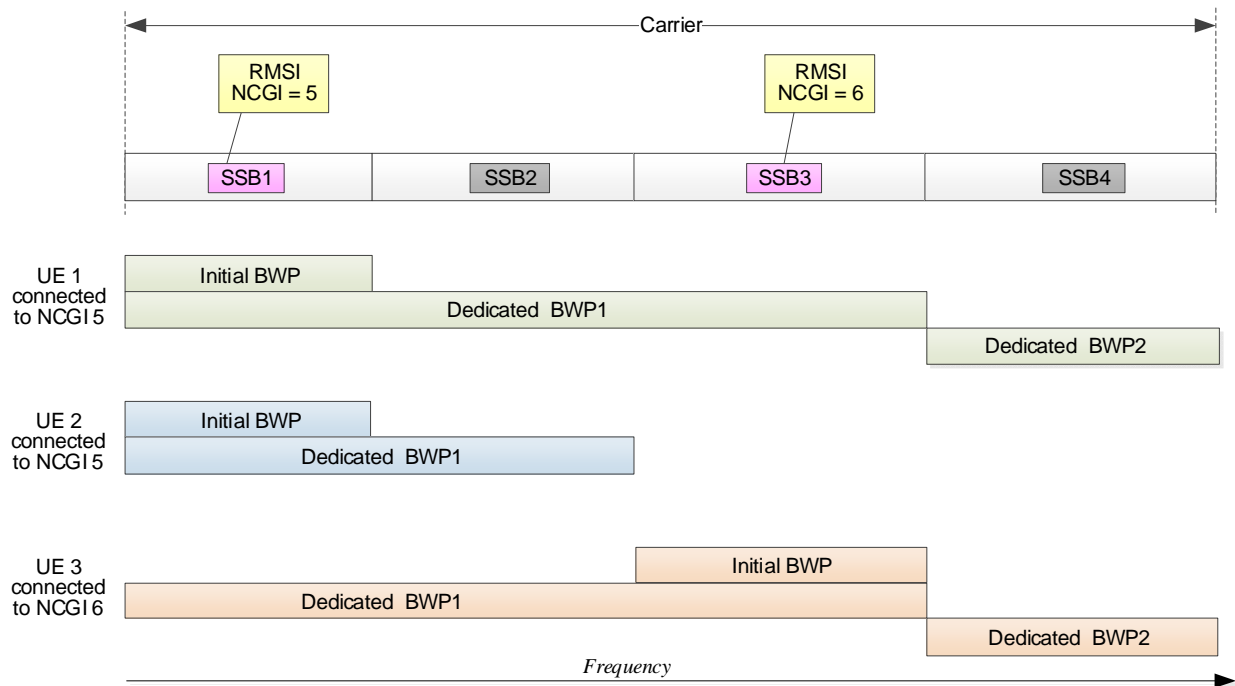 Carrier
RMSI
NCGI = 5
RMSI
NCGI = 6
SSB1
SSB2
SSB3
SSB4
UE 1
connected
to NCGI 5
Initial BWP
Dedicated BWP1
Dedicated BWP2
UE 2
connected
to NCGI 5
Initial BWP
Dedicated BWP1
UE 3
connected
to NCGI 6
Initial BWP
Dedicated BWP1
Dedicated BWP2
Frequency